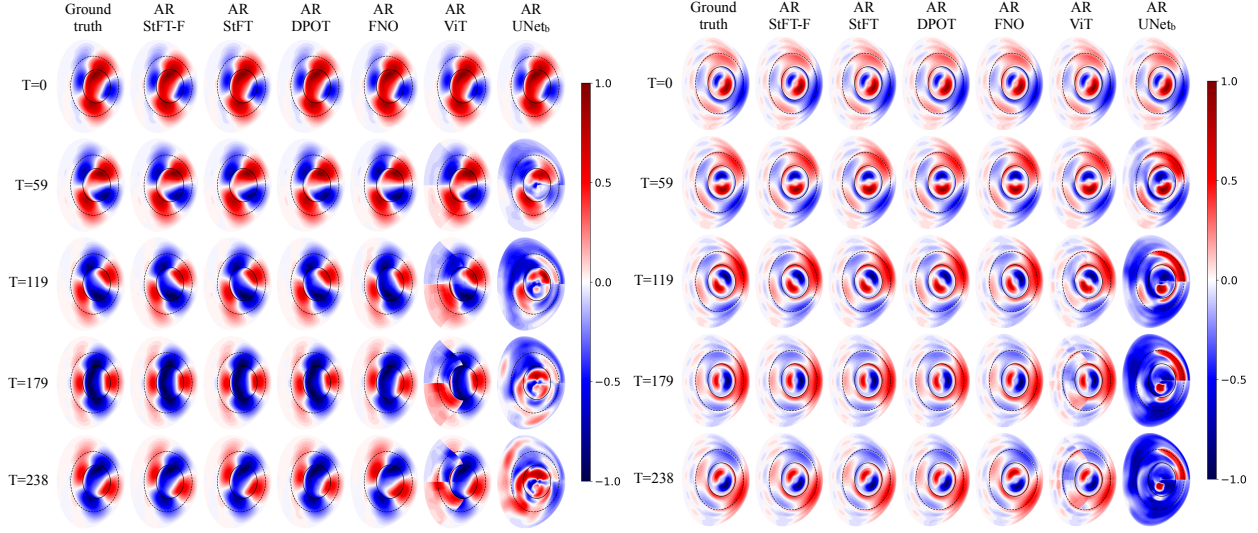 Ground truth AR StFT-F AR StFT AR DPOT AR FNO AR ViT AR UNetb
T=0
T=59
T=119
T=179
T=238
1.0
0.5
0.0
−0.5
−1.0
Ground truth AR StFT-F AR StFT AR DPOT AR FNO AR ViT AR UNetb
T=0
T=59
T=119
T=179
T=238
1.0
0.5
0.0
−0.5
−1.0